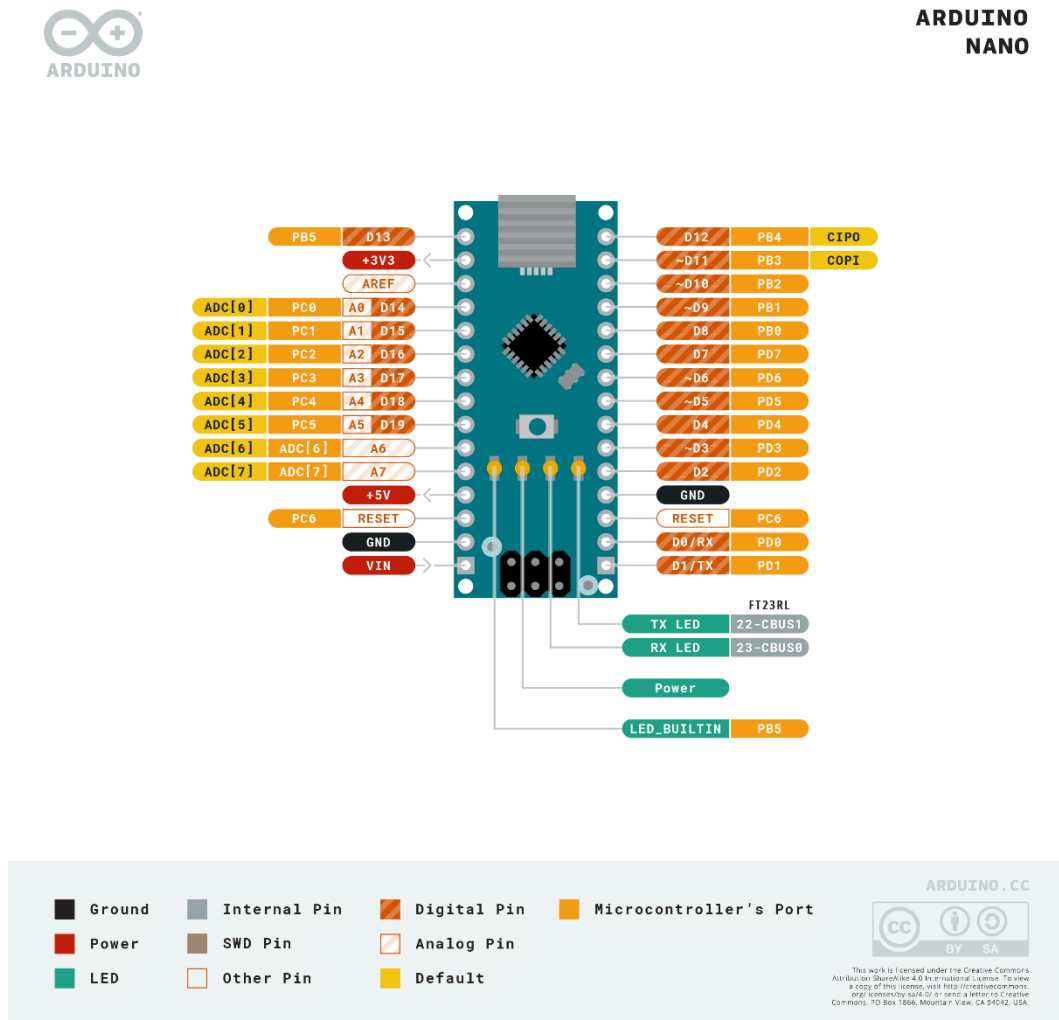 ARDUINO
ARDUINO
NANO
PB5 D13
+3V3
AREF
ADC[0] PC0 A0 D14
ADC[1] PC1 A1 D15
ADC[2] PC2 A2 D16
ADC[3] PC3 A3 D17
ADC[4] PC4 A4 D18
ADC[5] PC5 A5 D19
ADC[6] ADC[6] A6
ADC[7] ADC[7] A7
+5V
PC6 RESET
GND
VIN
D12 PB4 CIPO
~D11 PB3 COPI
~D10 PB2
~D9 PB1
D8 PB0
D7 PD7
~D6 PD6
~D5 PD5
D4 PD4
~D3 PD3
D2 PD2
GND
RESET PC6
D0/RX PD0
D1/TX PD1
FT23RL
TX LED 22-CBUS1
RX LED 23-CBUS0
Power
LED_BUILTIN PB5
Ground
Power
LED
Internal Pin
SWD Pin
Other Pin
Digital Pin
Analog Pin
Default
Microcontroller's Port
ARDUINO.CC
CC
BY SA
This work is licensed under the Creative Commons
Attribution-ShareAlike 4.0 International License. To view
a copy of this license, visit http://creativecommons.
org/licenses/by-sa/4.0/ or send a letter to Creative
Commons, PO Box 1866, Mountain View, CA 94042, USA.